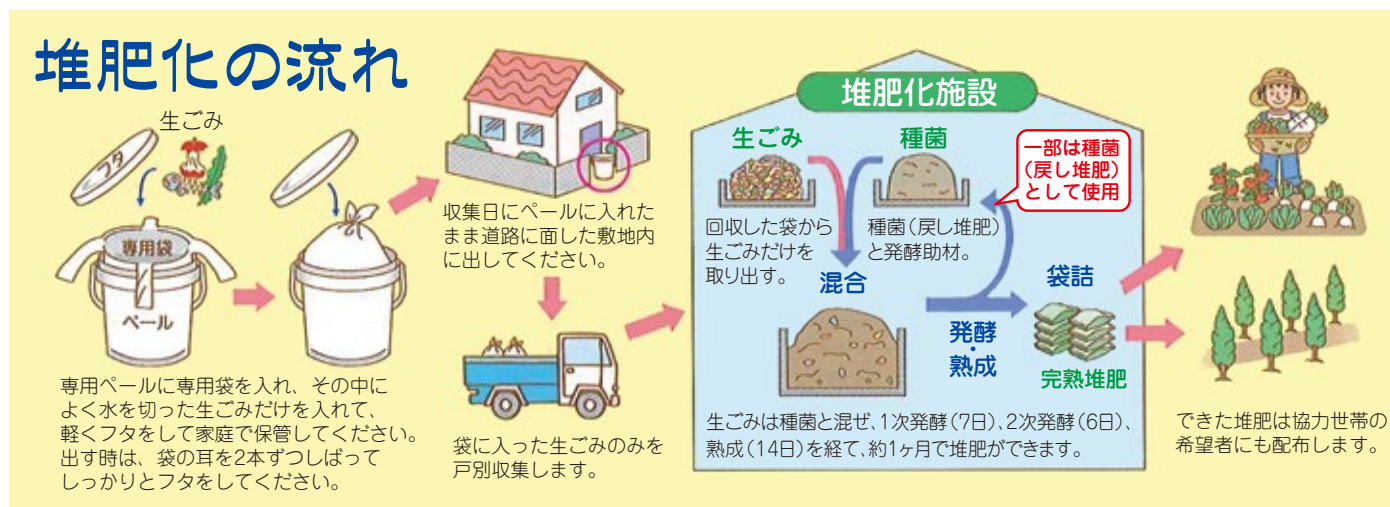 堆肥化の流れ
生ごみ
フタ
専用袋
ペール
専用ペールに専用袋を入れ、その中に
よく水を切った生ごみだけを入れて、
軽くフタをして家庭で保管してください。
出す時は、袋の耳を2本ずつしばって
しっかりとフタをしてください。
収集日にペールに入れた
まま道路に面した敷地内
に出してください。
袋に入った生ごみのみを
戸別収集します。
堆肥化施設
生ごみ
回収した袋から
生ごみだけを
取り出す。
種菌
種菌(戻し堆肥)
と発酵助材。
一部は種菌
(戻し堆肥)
として使用
混合
発酵
・
熟成
袋詰
完熟堆肥
生ごみは種菌と混ぜ、1次発酵(7日)、2次発酵(6日)、
熟成(14日)を経て、約1ヶ月で堆肥ができます。
できた堆肥は協力世帯の
希望者にも配布します。